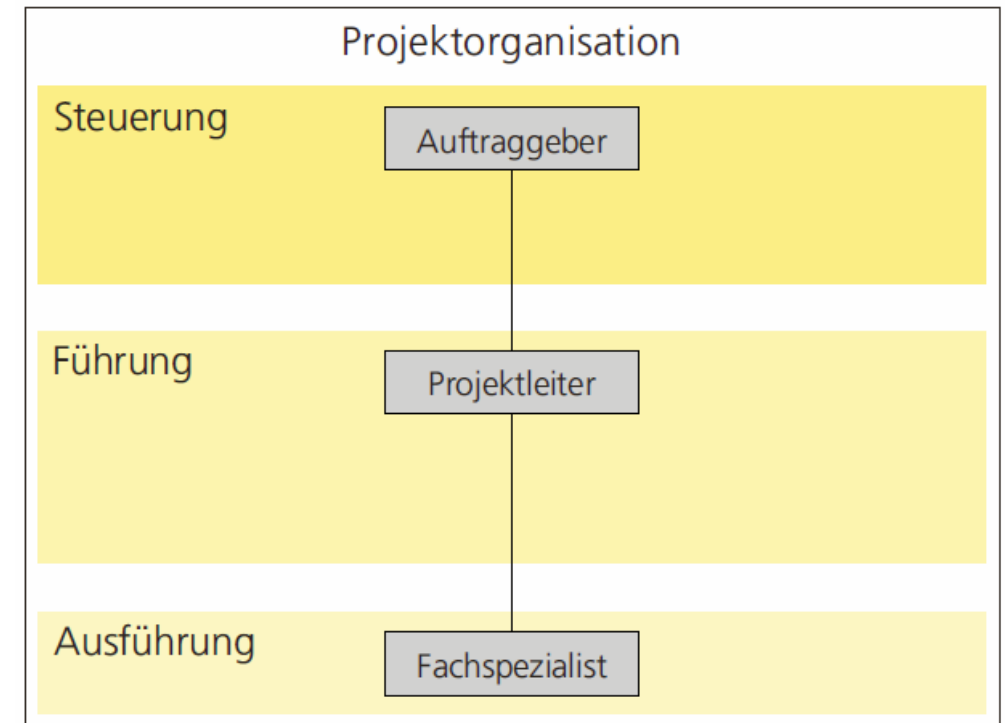 Projektorganisation
Steuerung
Auftraggeber
Führung
Projektleiter
Ausführung
Fachspezialist